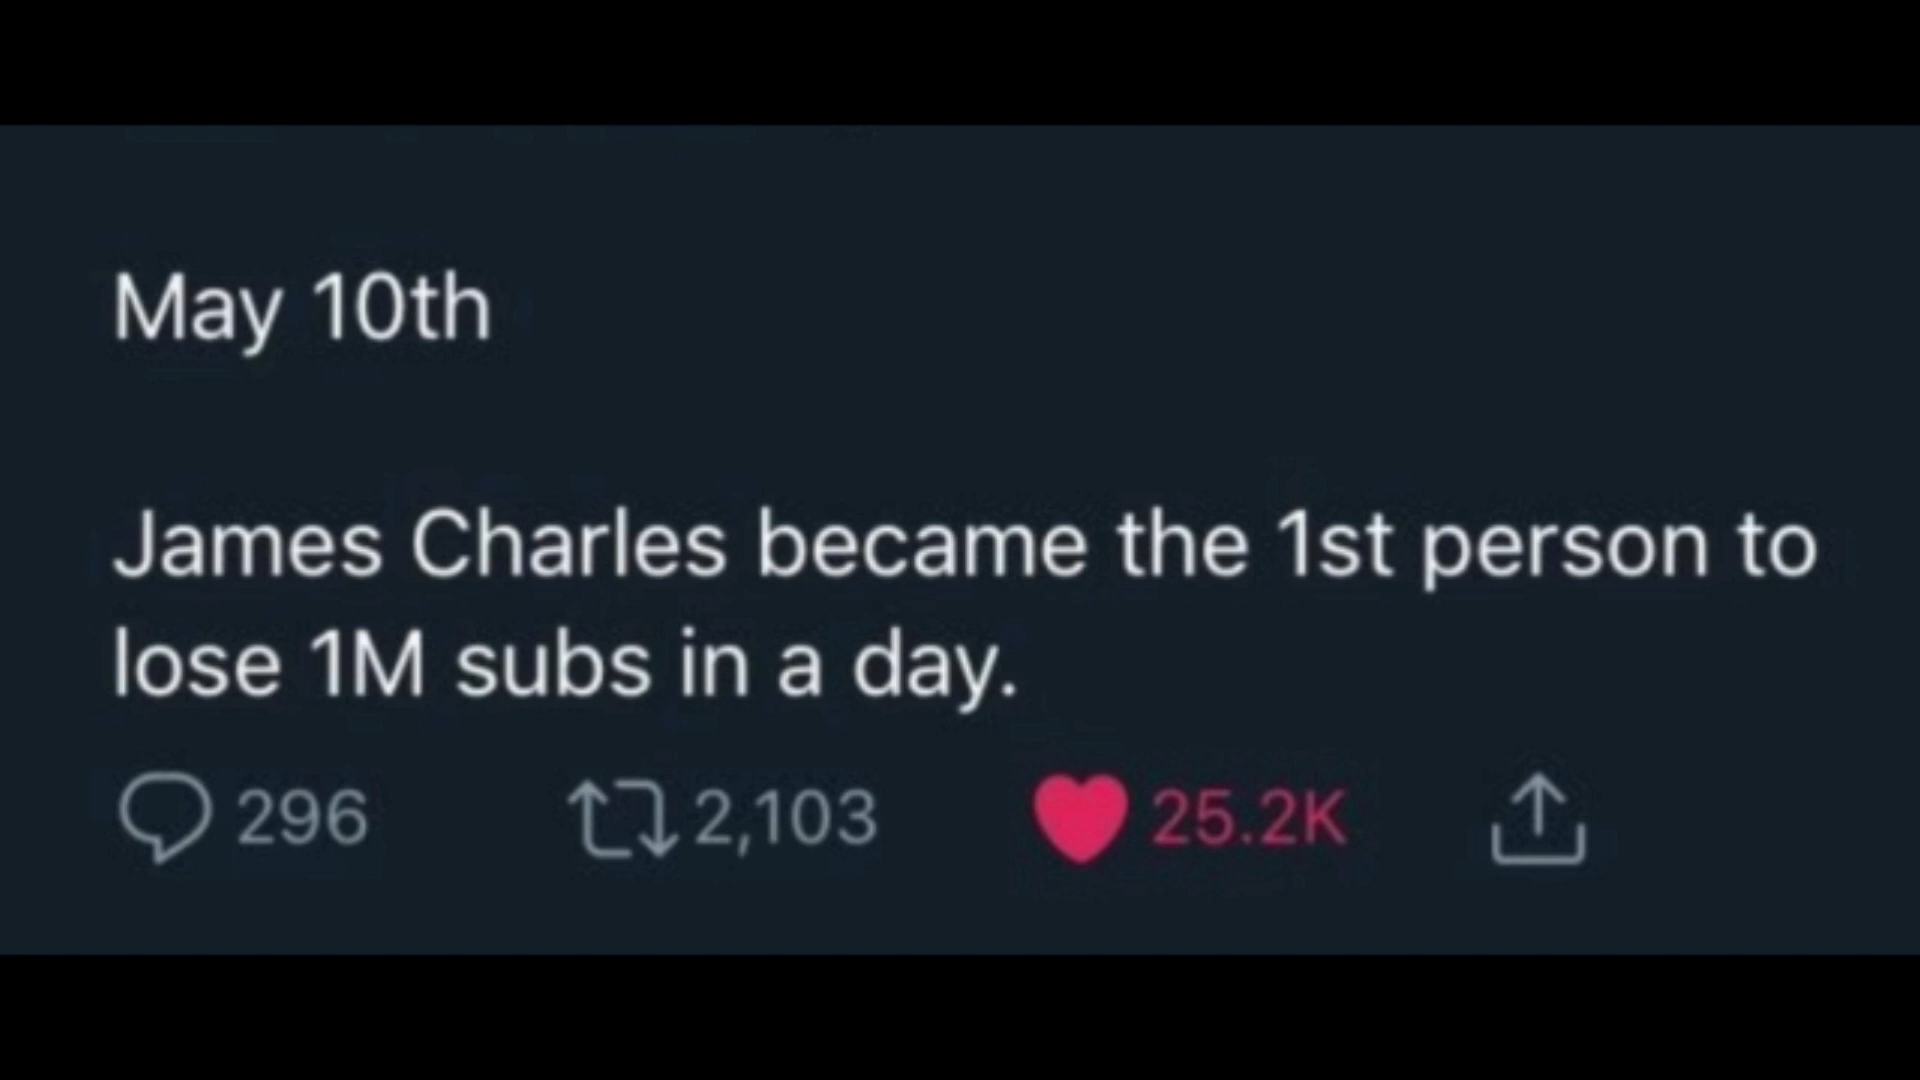 May 10th
James Charles became the 1st person to
lose 1M subs in a day.
296 2,103 25.2K